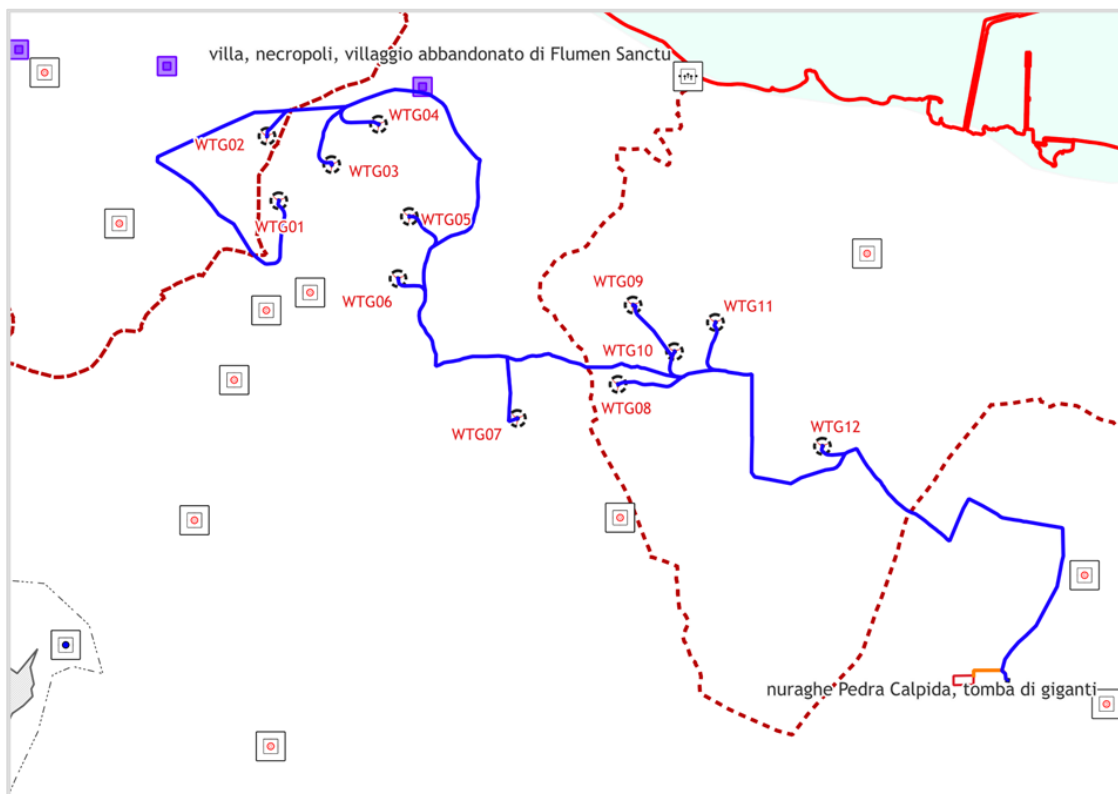 villa, necropoli, villaggio abbandonato di Flumen Sanctu
WTG04
WTG02
WTG03
WTG01
WTG05
WTG06
WTG09
WTG11
WTG10
WTG08
WTG07
WTG12
nuraghe Pedra Calpida, tomba di giganti